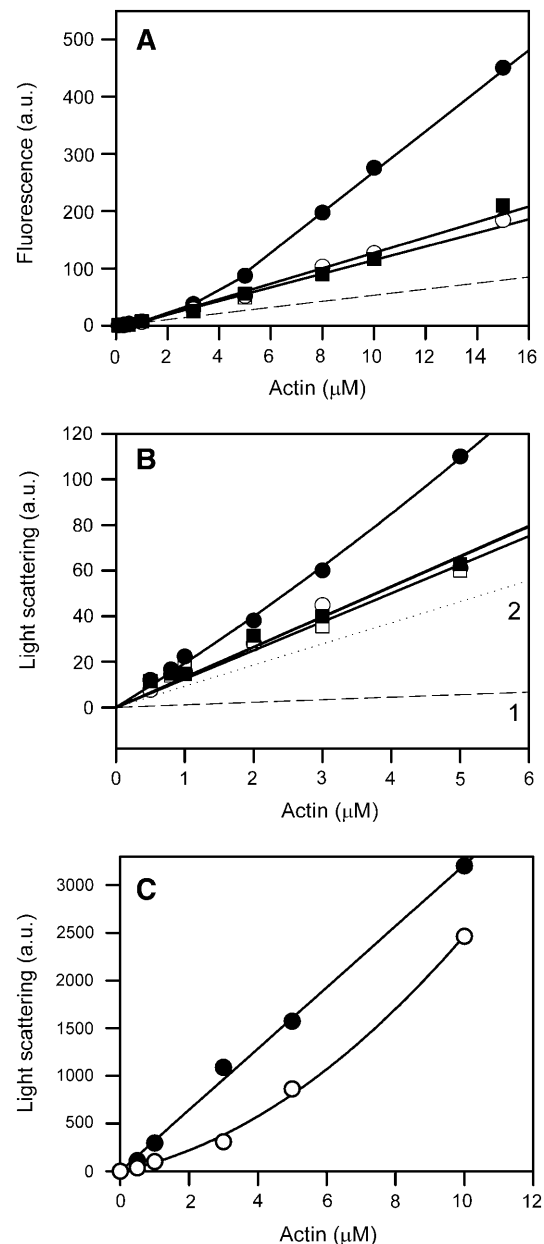 A
Fluorescence (a.u.)
500
400
300
200
100
0
0 2 4 6 8 10 12 14 16
Actin (μM)
B
Light scattering (a.u.)
120
100
80
60
40
20
0
2
1
0 1 2 3 4 5 6
Actin (μM)
C
Light scattering (a.u.)
3000
2500
2000
1500
1000
500
0
0 2 4 6 8 10 12
Actin (μM)